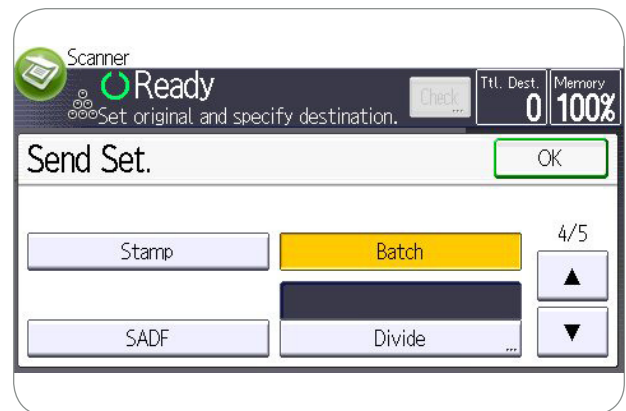 Scanner
Ready
Set original and specify destination.
Check...
Ttl. Dest.
0
Memory
100%
Send Set.
OK
Stamp
Batch
4/5
▲
SADF
Divide
...
▼